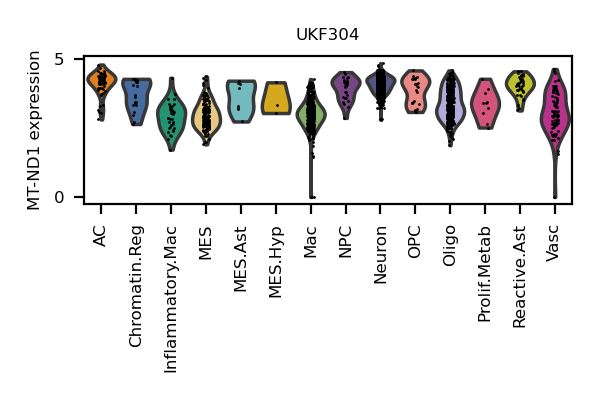 UKF304
MT-ND1 expression
5
0
AC
Chromatin.Reg
Inflammatory.Mac
MES
MES.Ast
MES.Hyp
Mac
NPC
Neuron
OPC
Oligo
Prolif.Metab
Reactive.Ast
Vasc